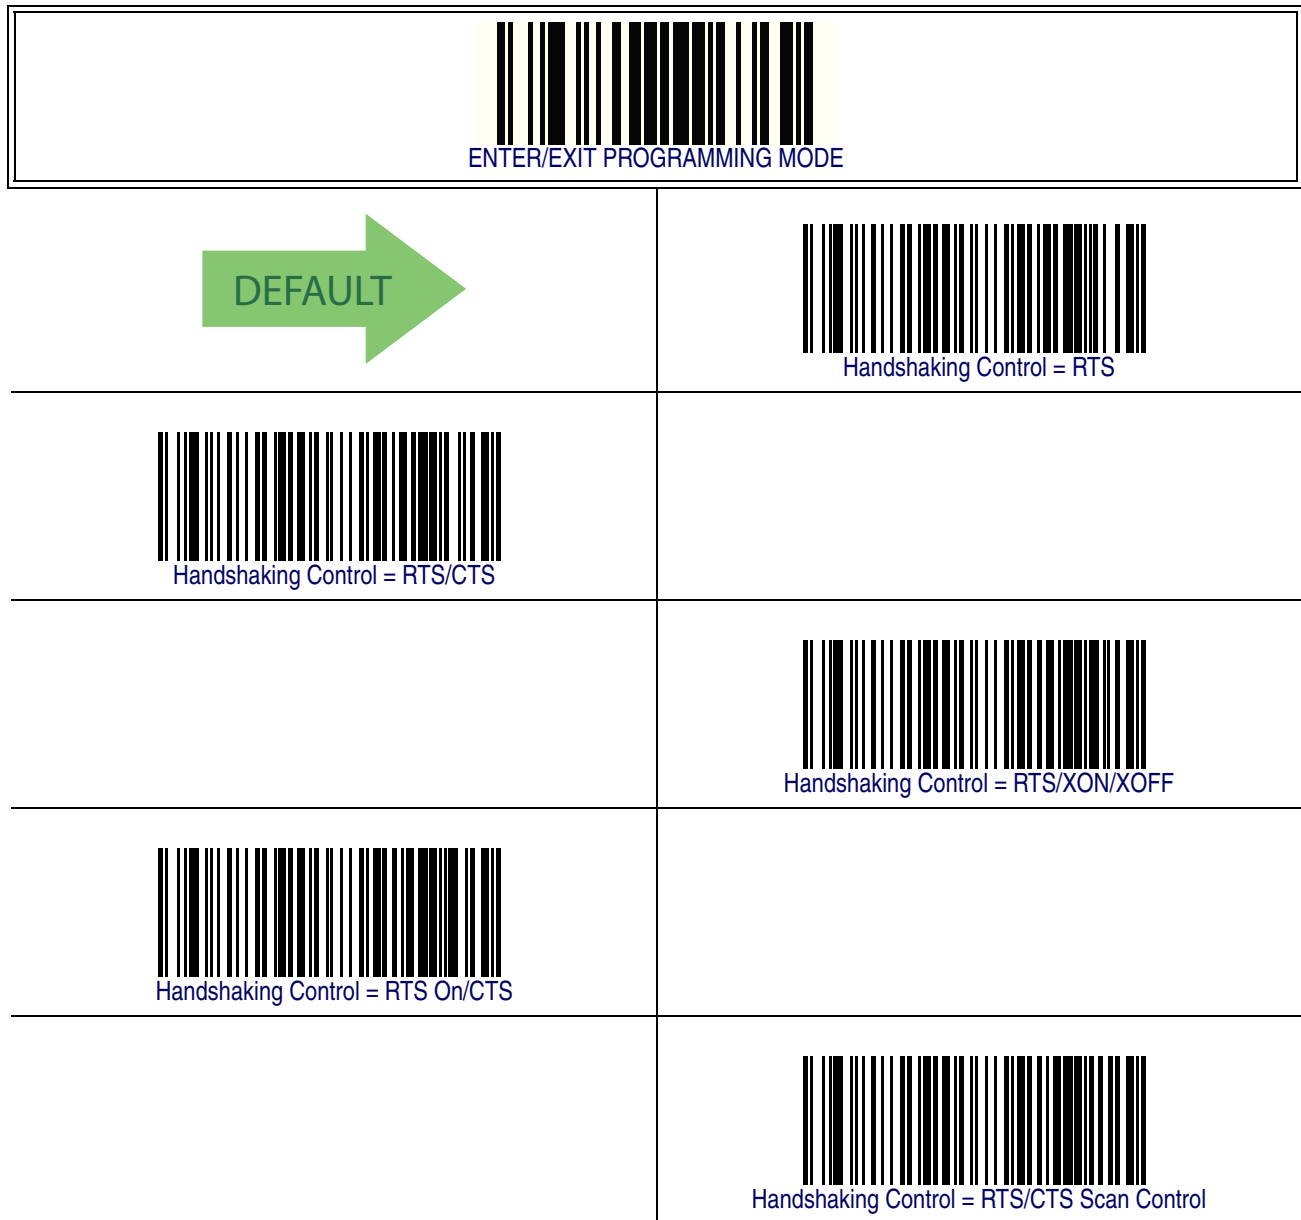 ENTER/EXIT PROGRAMMING MODE
DEFAULT
Handshaking Control = RTS
Handshaking Control = RTS/CTS
Handshaking Control = RTS/XON/XOFF
Handshaking Control = RTS On/CTS
Handshaking Control = RTS/CTS Scan Control